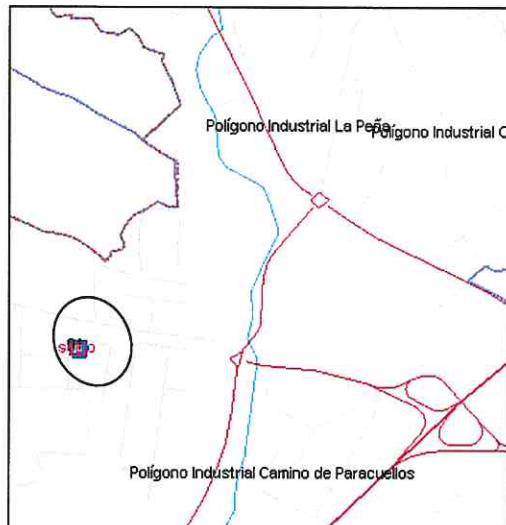 Polígono Industrial La Peña
Polígono Industrial C
Polígono Industrial Camino de Paracuellos